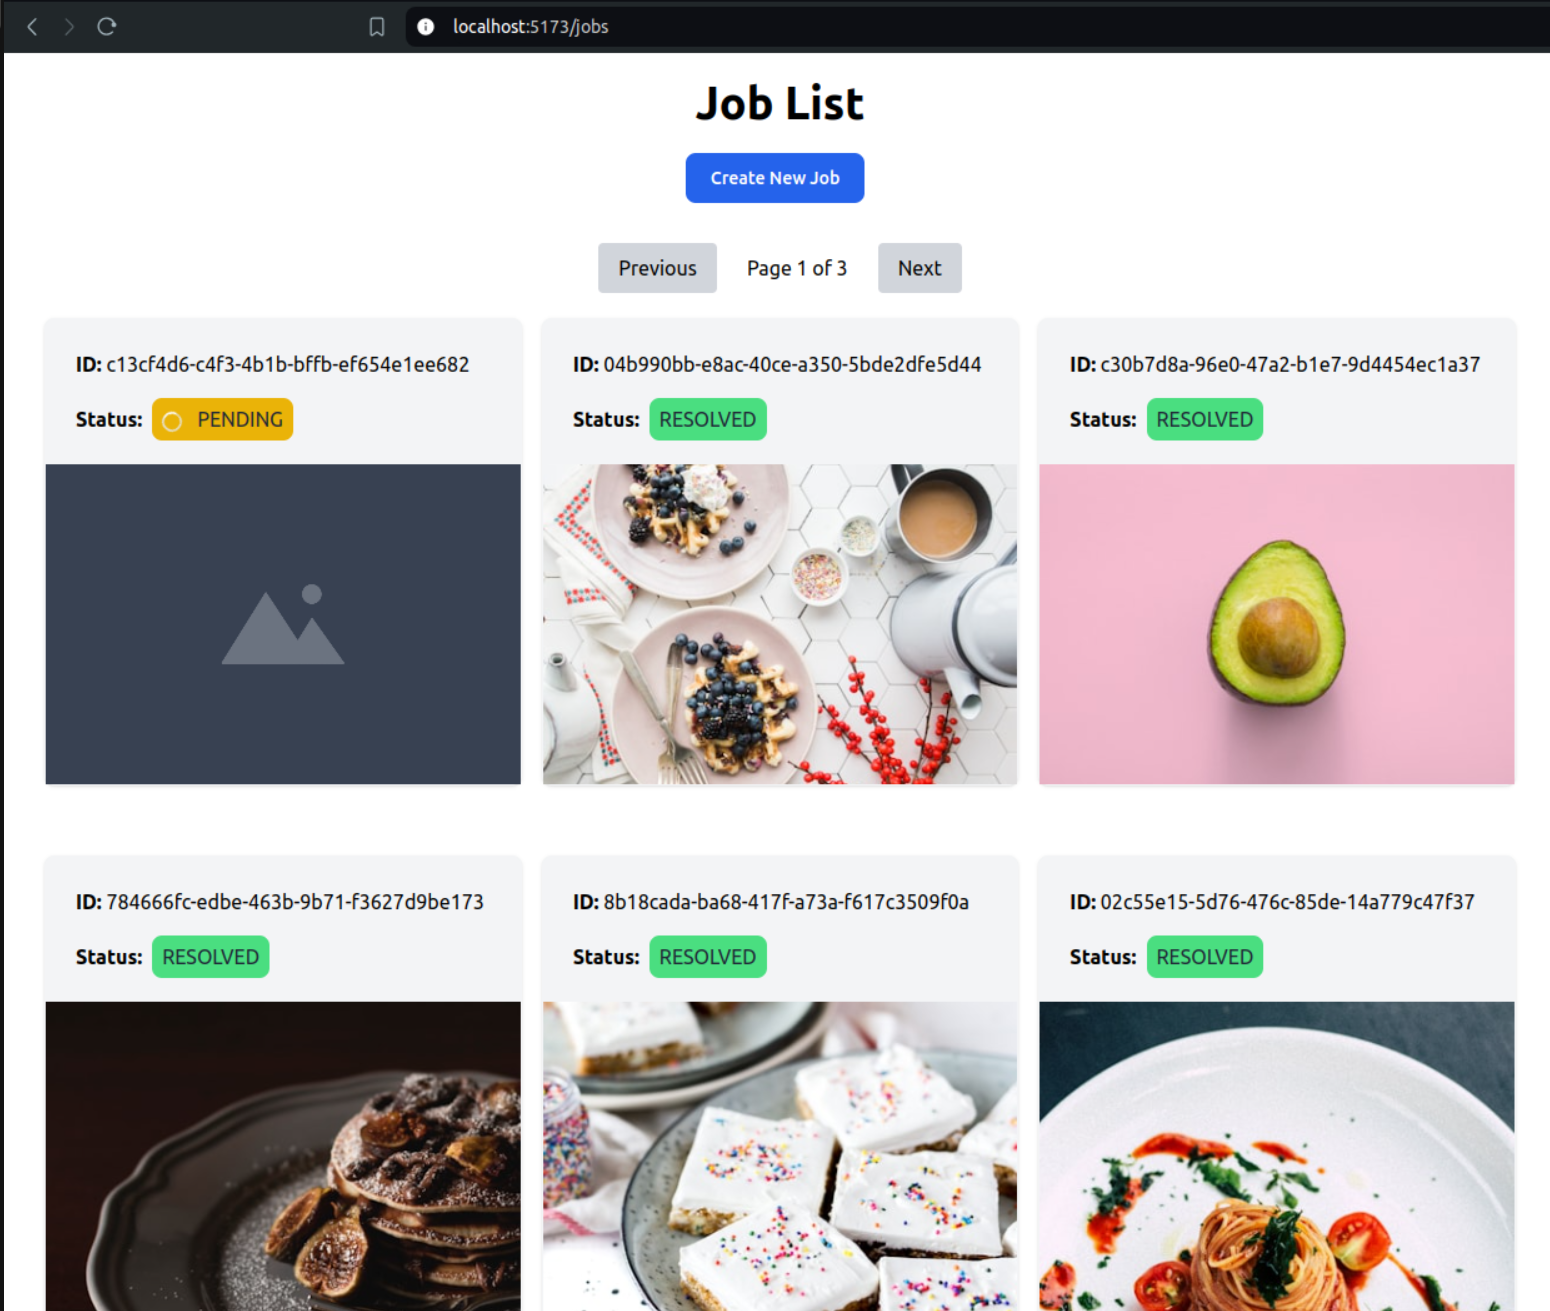 localhost:5173/jobs
Job List
Create New Job
Previous Page 1 of 3 Next
ID: c13cf4d6-c4f3-4b1b-bffb-ef654e1ee682
Status: PENDING
ID: 04b990bb-e8ac-40ce-a350-5bde2dfe5d44
Status: RESOLVED
ID: c30b7d8a-96e0-47a2-b1e7-9d4454ec1a37
Status: RESOLVED
ID: 784666fc-edbe-463b-9b71-f3627d9be173
Status: RESOLVED
ID: 8b18cada-ba68-417f-a73a-f617c3509f0a
Status: RESOLVED
ID: 02c55e15-5d76-476c-85de-14a779c47f37
Status: RESOLVED